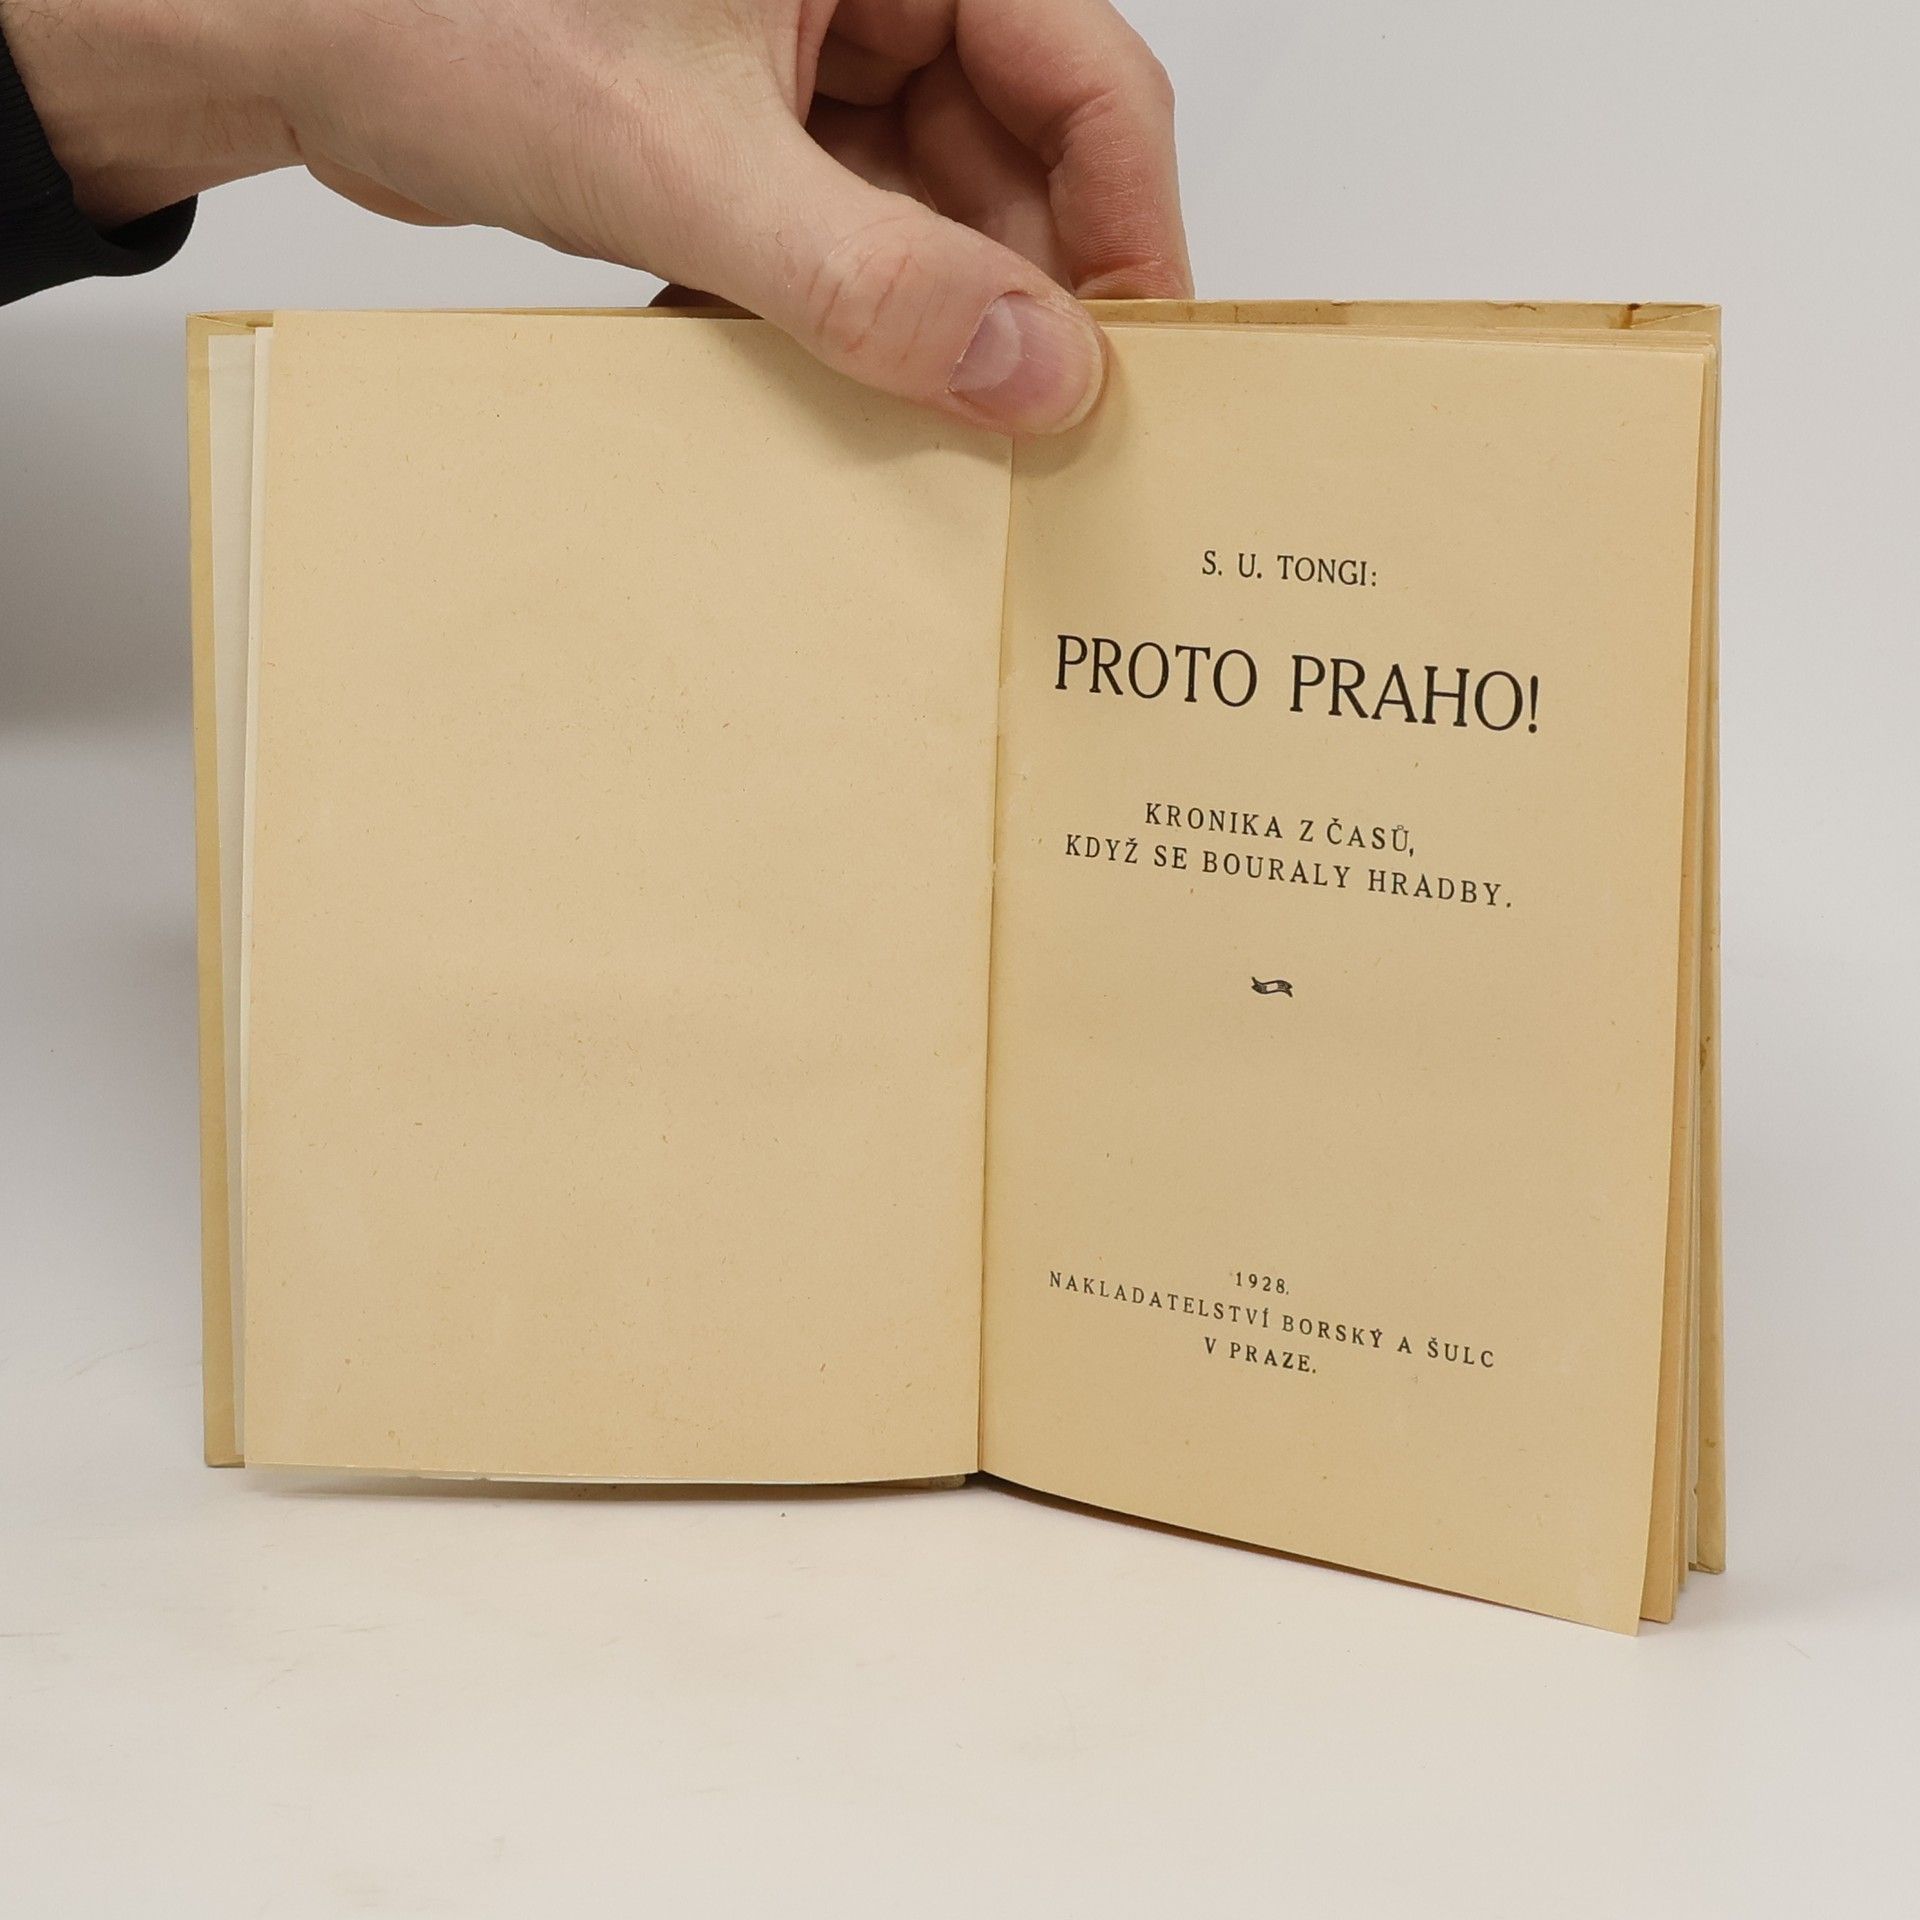 S. U. TONGI:
PROTO PRAHO!
KRONIKA Z ČASŮ,
KDYŽ SE BOURALY HRADBY.
1928.
NAKLADATELSTVÍ BORSKÝ A ŠULC
V PRAZE.